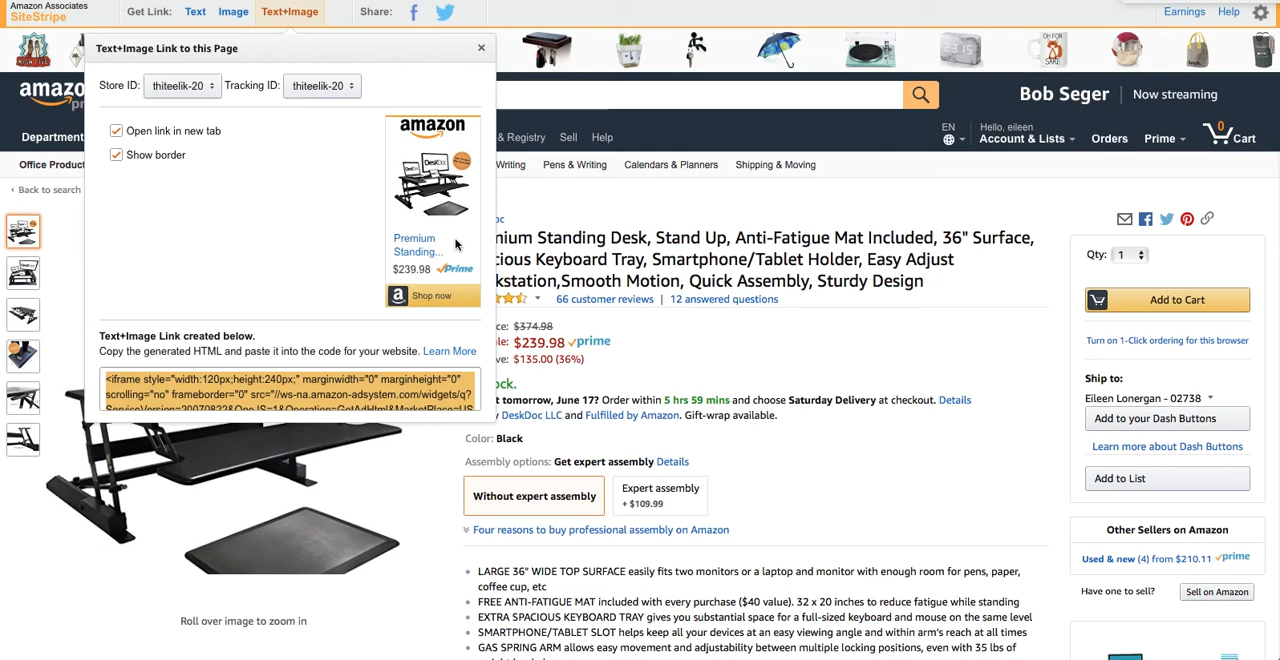 Amazon Associates
SiteStripe
Get Link: Text Image Text+Image
Share:
Earnings Help
Text+Image Link to this Page
Store ID: thiteelik-20 Tracking ID: thiteelik-20
Open link in new tab
Show border
amazon
DeskDoc
Premium
Standing...
$239.98 Prime
a Shop now
Text+Image Link created below.
Copy the generated HTML and paste it into the code for your website. Learn More
<iframe style="width:120px;height:240px;" marginwidth="0" marginheight="0"
scrolling="no" frameborder="0" src="//ws-na.amazon-adsystem.com/widgets/q?
ServiceVersion=20070822&OneJS=1&Operation=GetAdHtml&MarketPlace=US
amazo
pr
Bob Seger Now streaming
Department
& Registry Sell Help
EN
Hello, eileen
Account & Lists Orders Prime 0 Cart
Office Product
Writing Pens & Writing Calendars & Planners Shipping & Moving
‹ Back to search
oc
mium Standing Desk, Stand Up, Anti-Fatigue Mat Included, 36" Surface,
cious Keyboard Tray, Smartphone/Tablet Holder, Easy Adjust
kstation,Smooth Motion, Quick Assembly, Sturdy Design
66 customer reviews | 12 answered questions
ce: $374.98
le: $239.98 prime
ve: $135.00 (36%)
ock.
t tomorrow, June 17? Order within 5 hrs 59 mins and choose Saturday Delivery at checkout. Details
y DeskDoc LLC and Fulfilled by Amazon. Gift-wrap available.
Color: Black
Assembly options: Get expert assembly Details
Without expert assembly
Expert assembly
+ $109.99
Four reasons to buy professional assembly on Amazon
• LARGE 36" WIDE TOP SURFACE easily fits two monitors or a laptop and monitor with enough room for pens, paper,
coffee cup, etc
• FREE ANTI-FATIGUE MAT included with every purchase ($40 value). 32 x 20 inches to reduce fatigue while standing
• EXTRA SPACIOUS KEYBOARD TRAY gives you substantial space for a full-sized keyboard and mouse on the same level
• SMARTPHONE/TABLET SLOT helps keep all your devices at an easy viewing angle and within arm's reach at all times
• GAS SPRING ARM allows easy movement and adjustability between multiple locking positions, even with 35 lbs of
Roll over image to zoom in
Qty: 1
Add to Cart
Turn on 1-Click ordering for this browser
Ship to:
Eileen Lonergan - 02738
Add to your Dash Buttons
Learn more about Dash Buttons
Add to List
Other Sellers on Amazon
Used & new (4) from $210.11 prime
Have one to sell? Sell on Amazon